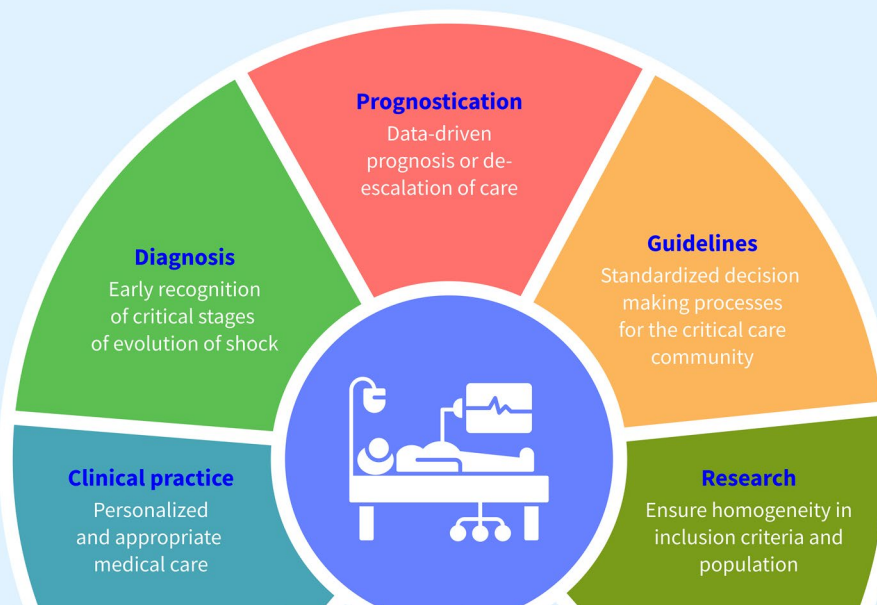 Prognostication
Data-driven
prognosis or de-
escalation of care
Diagnosis
Early recognition
of critical stages
of evolution of shock
Guidelines
Standardized decision
making processes
for the critical care
community
Clinical practice
Personalized
and appropriate
medical care
Research
Ensure homogeneity in
inclusion criteria and
population